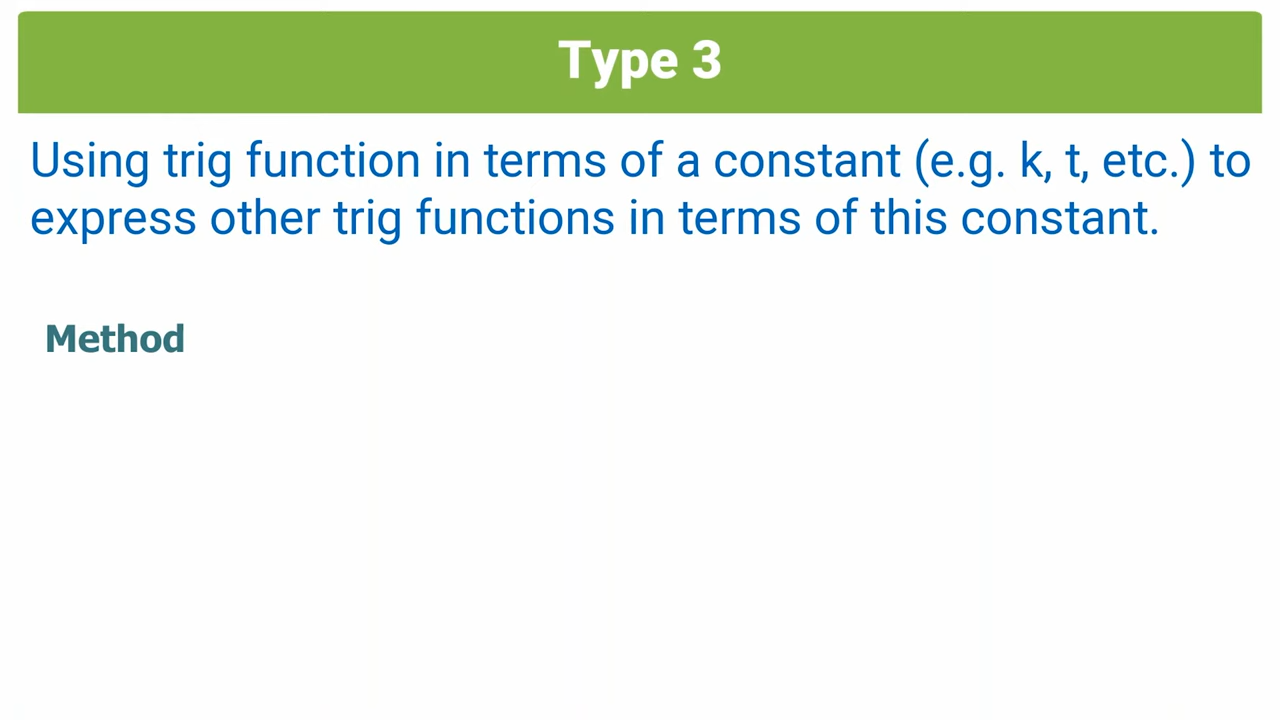 Type 3
Using trig function in terms of a constant (e.g. k, t, etc.) to
express other trig functions in terms of this constant.
Method